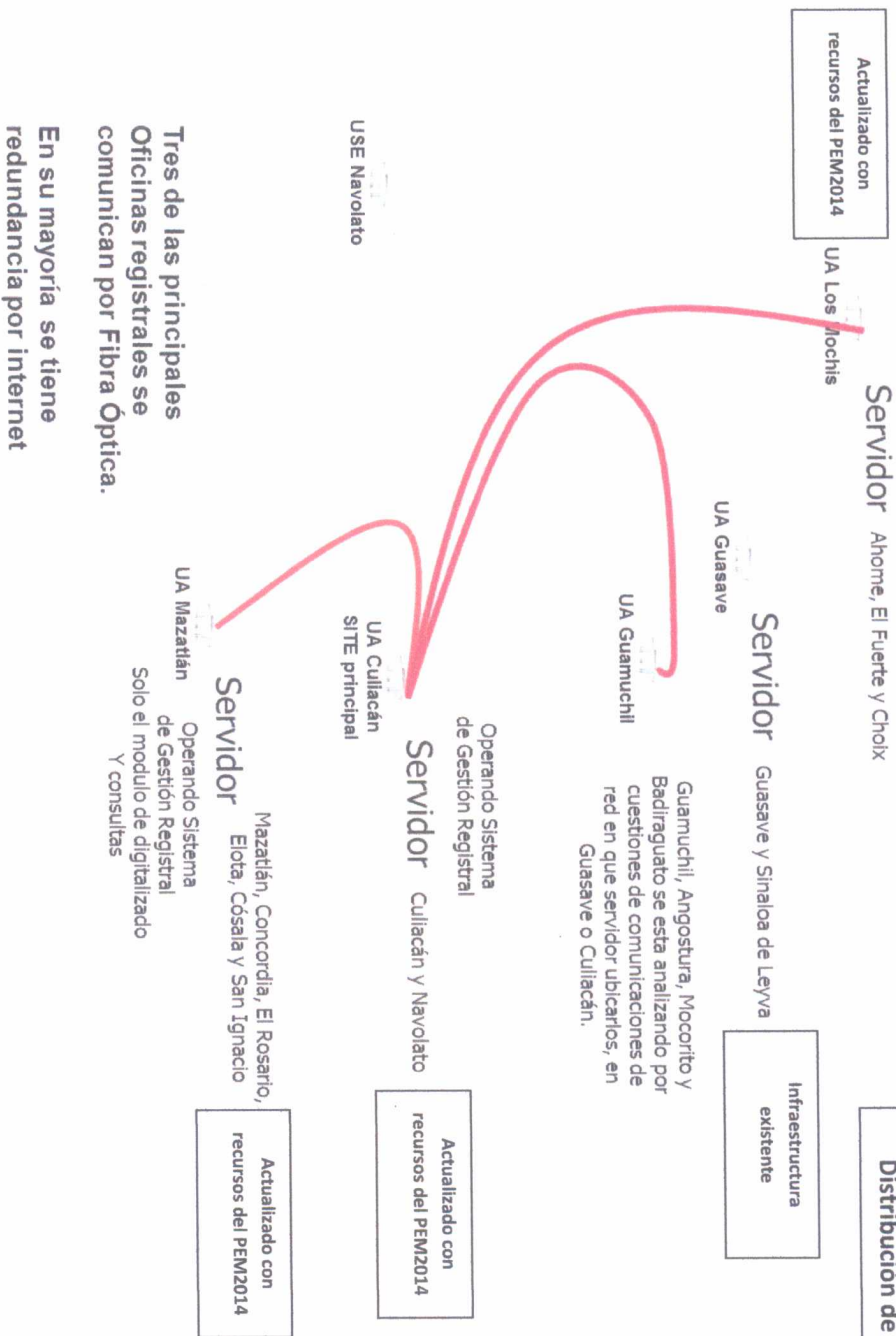 Distribución de
Actualizado con
recursos del PEM2014
UA Los Mochis
Servidor Ahome, El Fuerte y Choix
UA Guasave
Servidor Guasave y Sinaloa de Leyva
Infraestructura
existente
UA Guamuchil
Guamuchil, Angostura, Mocorito y
Badiraguato se esta analizando por
cuestiones de comunicaciones de
red en que servidor ubicarlos, en
Guasave o Culiacán.
USE Navolato
UA Culiacán
SITE principal
Operando Sistema
de Gestión Registral
Servidor Culiacán y Navolato
Actualizado con
recursos del PEM2014
UA Mazatlán
Servidor Mazatlán, Concordia, El Rosario,
Elota, Cósala y San Ignacio
Operando Sistema
de Gestión Registral
Solo el modulo de digitalizado
Y consultas
Actualizado con
recursos del PEM2014
Tres de las principales
Oficinas registrales se
comunican por Fibra Óptica.
En su mayoría se tiene
redundancia por internet